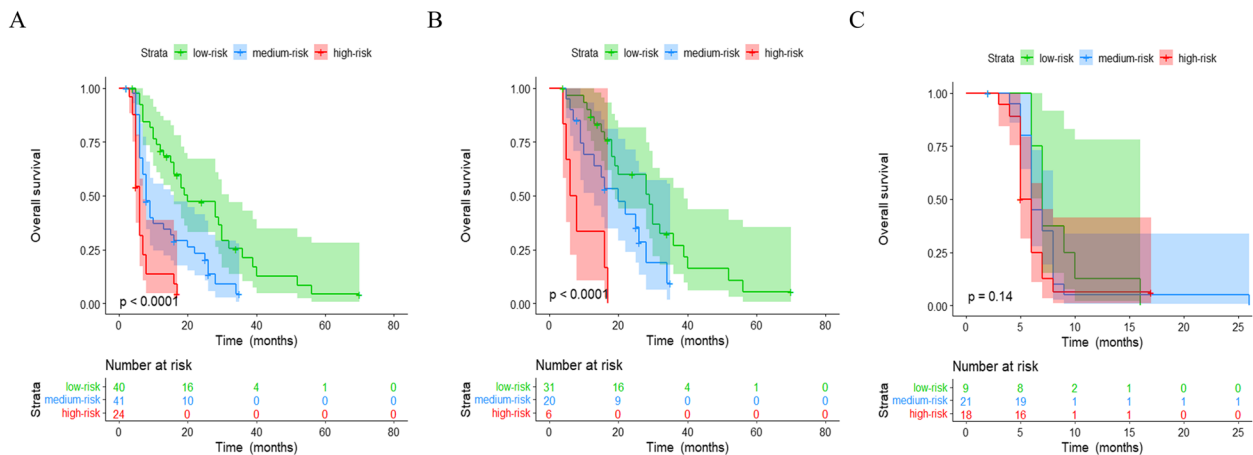 A
Strata low-risk medium-risk high-risk
Overall survival
1.00
0.75
0.50
0.25
0.00
p < 0.0001
0 20 40 60 80
Time (months)
Number at risk
Strata
low-risk 40 16 4 1 0
medium-risk 41 10 0 0 0
high-risk 24 0 0 0 0
0 20 40 60 80
Time (months)
B
Strata low-risk medium-risk high-risk
Overall survival
1.00
0.75
0.50
0.25
0.00
p < 0.0001
0 20 40 60 80
Time (months)
Number at risk
Strata
low-risk 31 16 4 1 0
medium-risk 20 9 0 0 0
high-risk 6 0 0 0 0
0 20 40 60 80
Time (months)
C
Strata low-risk medium-risk high-risk
Overall survival
1.00
0.75
0.50
0.25
0.00
p = 0.14
0 5 10 15 20 25
Time (months)
Number at risk
Strata
low-risk 9 8 2 1 0 0
medium-risk 21 19 1 1 1 1
high-risk 18 16 1 1 0 0
0 5 10 15 20 25
Time (months)